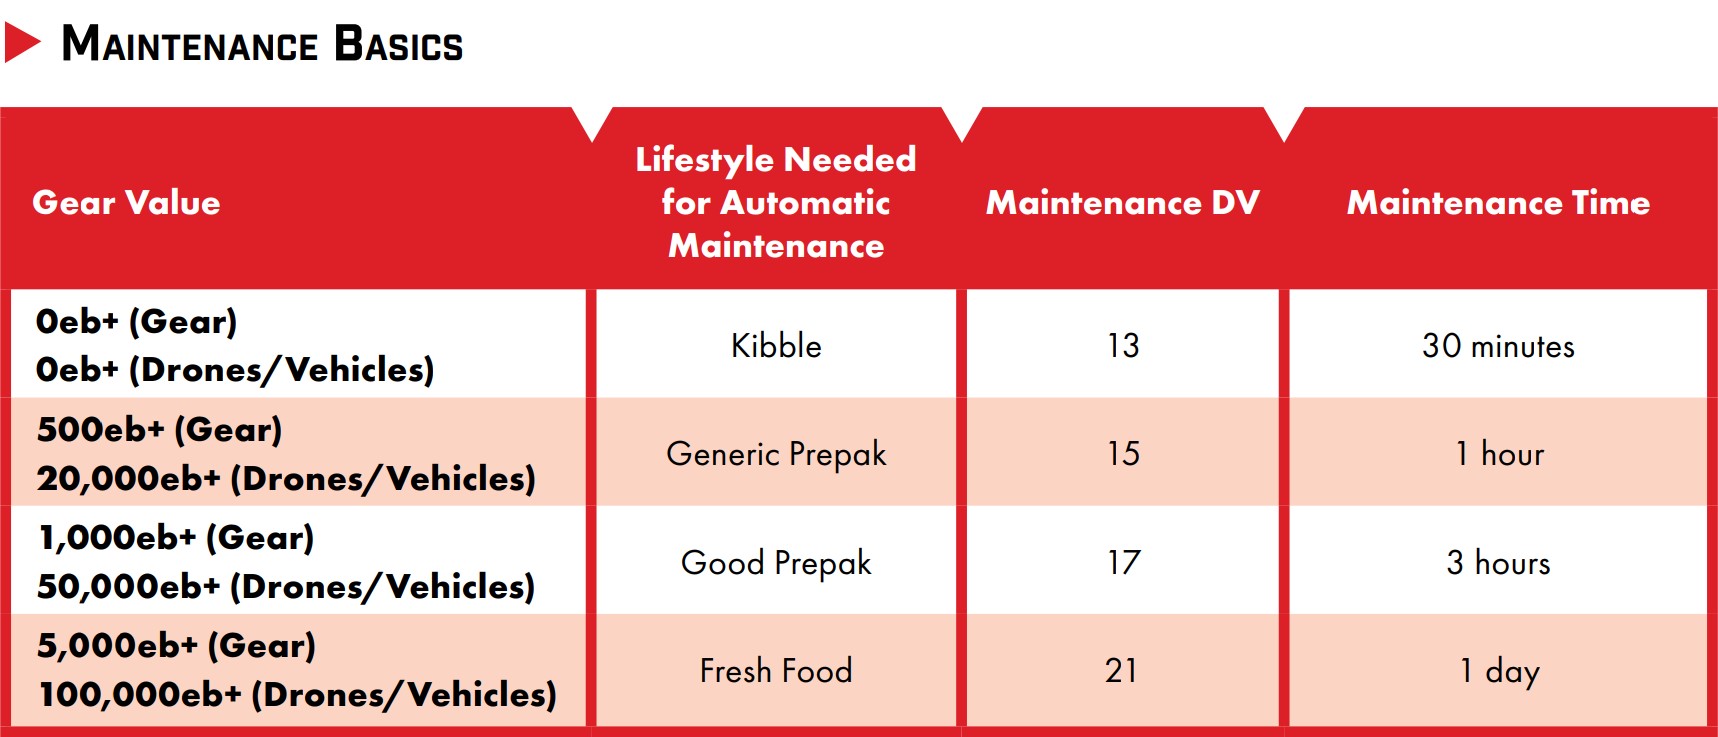 Maintenance Basics
Gear Value
Lifestyle Needed
for Automatic
Maintenance
Maintenance DV
Maintenance Time
0eb+ (Gear)
0eb+ (Drones/Vehicles)
Kibble
13
30 minutes
500eb+ (Gear)
20,000eb+ (Drones/Vehicles)
Generic Prepak
15
1 hour
1,000eb+ (Gear)
50,000eb+ (Drones/Vehicles)
Good Prepak
17
3 hours
5,000eb+ (Gear)
100,000eb+ (Drones/Vehicles)
Fresh Food
21
1 day